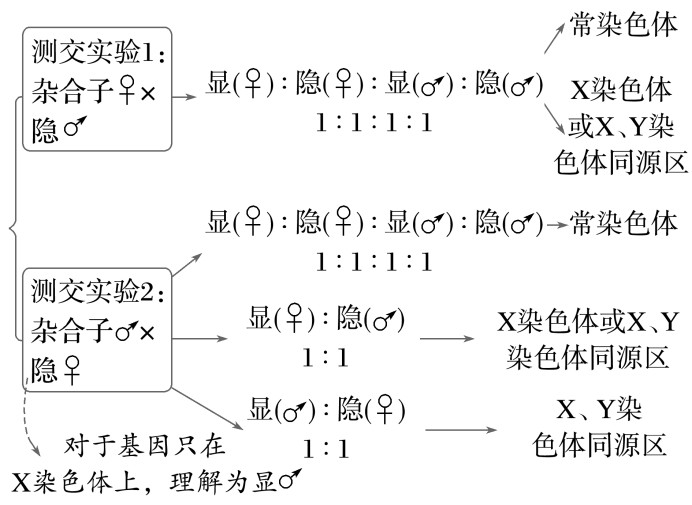 测交实验1：
杂合子♀×
隐♂
显(♀)：隐(♀)：显(♂)：隐(♂)
1：1：1：1
常染色体
X染色体
或X、Y染
色体同源区
测交实验2：
杂合子♂×
隐♀
显(♀)：隐(♀)：显(♂)：隐(♂)
1：1：1：1
常染色体
显(♀)：隐(♂)
1：1
X染色体或X、Y
染色体同源区
显(♂)：隐(♀)
1：1
X、Y染
色体同源区
对于基因只在
X染色体上，理解为显♂